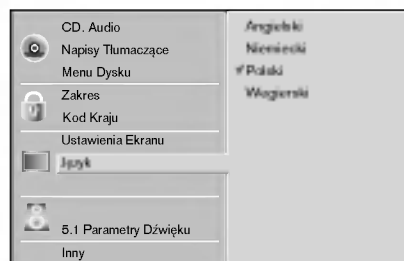 CD. Audio
Napisy Tłumaczące
Menu Dysku
Zakres
Kod Kraju
Ustawienia Ekranu
Język
5.1 Parametry Dźwięku
Inny
Angielski
Niemiecki
Polski
Węgierski